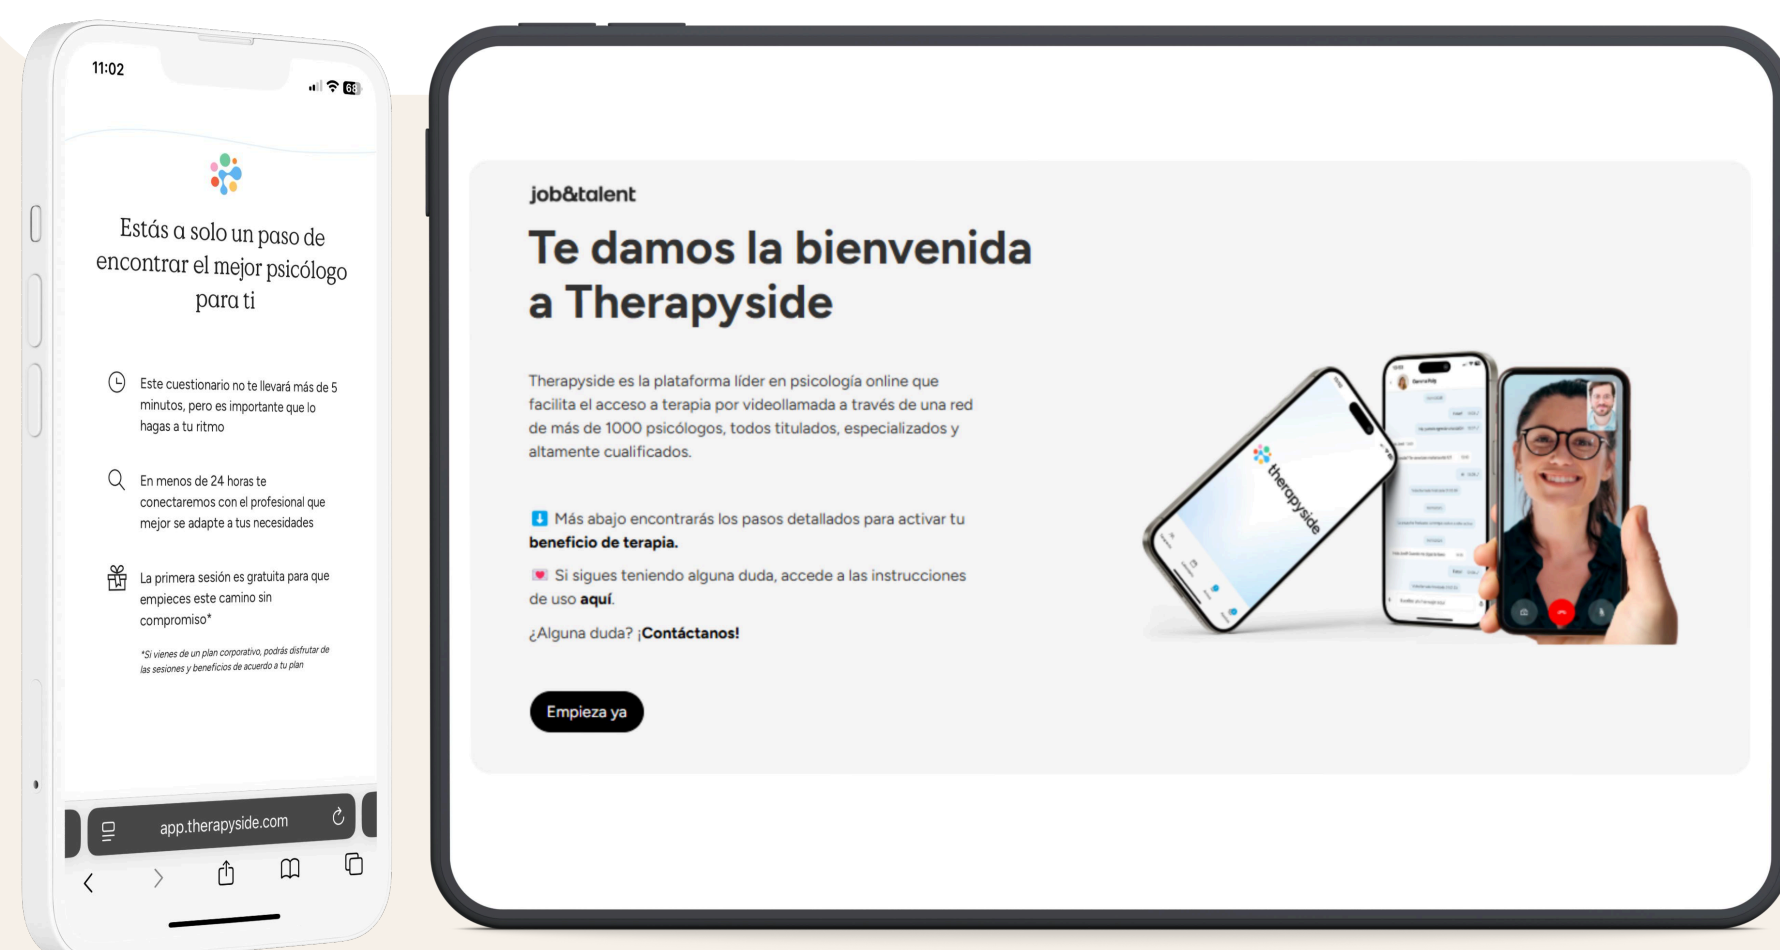 11:02
68
Estás a solo un paso de
encontrar el mejor psicólogo
para ti
Este cuestionario no te llevará más de 5
minutos, pero es importante que lo
hagas a tu ritmo
En menos de 24 horas te
conectaremos con el profesional que
mejor se adapte a tus necesidades
La primera sesión es gratuita para que
empieces este camino sin
compromiso*
*Si vienes de un plan corporativo, podrás disfrutar de
las sesiones y beneficios de acuerdo a tu plan
app.therapyside.com
job&talent
Te damos la bienvenida
a Therapyside
Therapyside es la plataforma líder en psicología online que
facilita el acceso a terapia por videollamada a través de una red
de más de 1000 psicólogos, todos titulados, especializados y
altamente cualificados.
Más abajo encontrarás los pasos detallados para activar tu
beneficio de terapia.
Si sigues teniendo alguna duda, accede a las instrucciones
de uso aquí.
¿Alguna duda? ¡Contáctanos!
Empieza ya
therapyside